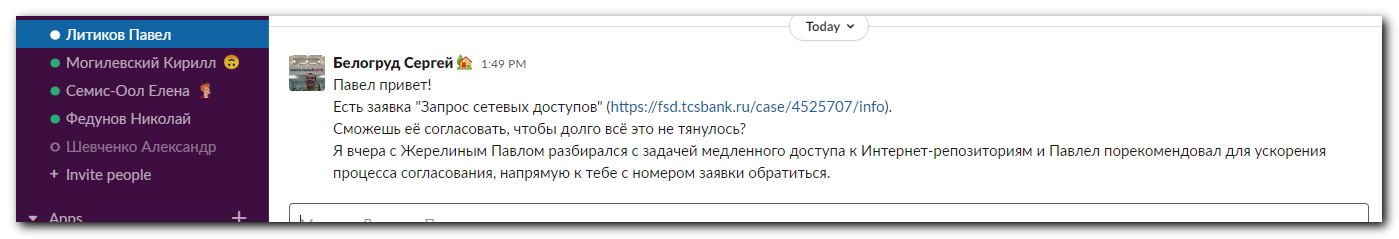 Литиков Павел
Могилевский Кирилл
Семис-Оол Елена
Федунов Николай
Шевченко Александр
+ Invite people
Apps +
Today
Белогруд Сергей 1:49 PM
Павел привет!
Есть заявка "Запрос сетевых доступов" (https://fsd.tcsbank.ru/case/4525707/info).
Сможешь её согласовать, чтобы долго всё это не тянулось?
Я вчера с Жерелиным Павлом разбирался с задачей медленного доступа к Интернет-репозиториям и Павлел порекомендовал для ускорения
процесса согласования, напрямую к тебе с номером заявки обратиться.